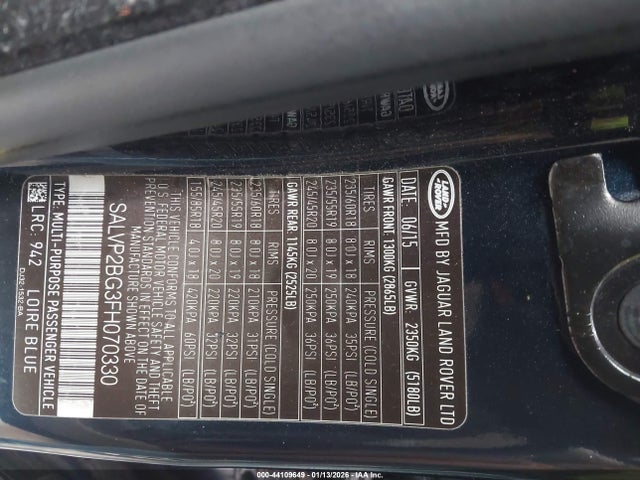 LAND-
ROVER
MFD BY JAGUAR LAND ROVER LTD
DATE: 06/15 GVWR. 2350KG (5180LB)
GAWR FRONT 1300KG (2865LB)
TIRES RIMS PRESSURE (COLD SINGLE)
235/60R18 8.0J x 18 240KPA 35PSI (LB/PO²)
235/55R19 8.0J x 19 250KPA 36PSI (LB/PO²)
245/45R20 8.0J x 20 250KPA 36PSI (LB/PO²)
GAWR REAR 1145KG (2525LB)
TIRES RIMS PRESSURE (COLD SINGLE)
235/60R18 8.0J x 18 210KPA 31PSI (LB/PO²)
235/55R19 8.0J x 19 220KPA 32PSI (LB/PO²)
245/45R20 8.0J x 20 220KPA 32PSI (LB/PO²)
4.0J x 18 420KPA 60PSI (LB/PO²)
THIS VEHICLE CONFORMS TO ALL APPLICABLE
U.S. FEDERAL MOTOR VEHICLE SAFETY AND THEFT
PREVENTION STANDARDS IN EFFECT ON THE DATE OF
MANUFACTURE SHOWN ABOVE.
SALVP2BG3FH070330
TYPE: MULTI-PURPOSE PASSENGER VEHICLE
LRC: 942 LOIRE BLUE
DJ32-1532-BA
000-44109649 - 01/13/2026 - IAA Inc.